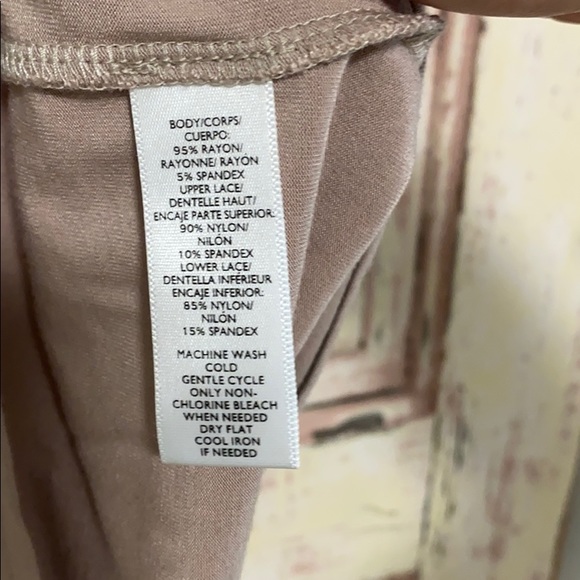 BODY/CORPS/
CUERPO:
95% RAYON/
RAYONNE/ RAYÓN
5% SPANDEX
UPPER LACE/
DENTELLE HAUT/
ENCAJE PARTE SUPERIOR:
90% NYLON/
NILÓN
10% SPANDEX
LOWER LACE/
DENTELLA INFÉRIEUR
ENCAJE INFERIOR:
85% NYLON/
NILÓN
15% SPANDEX
MACHINE WASH
COLD
GENTLE CYCLE
ONLY NON-
CHLORINE BLEACH
WHEN NEEDED
DRY FLAT
COOL IRON
IF NEEDED